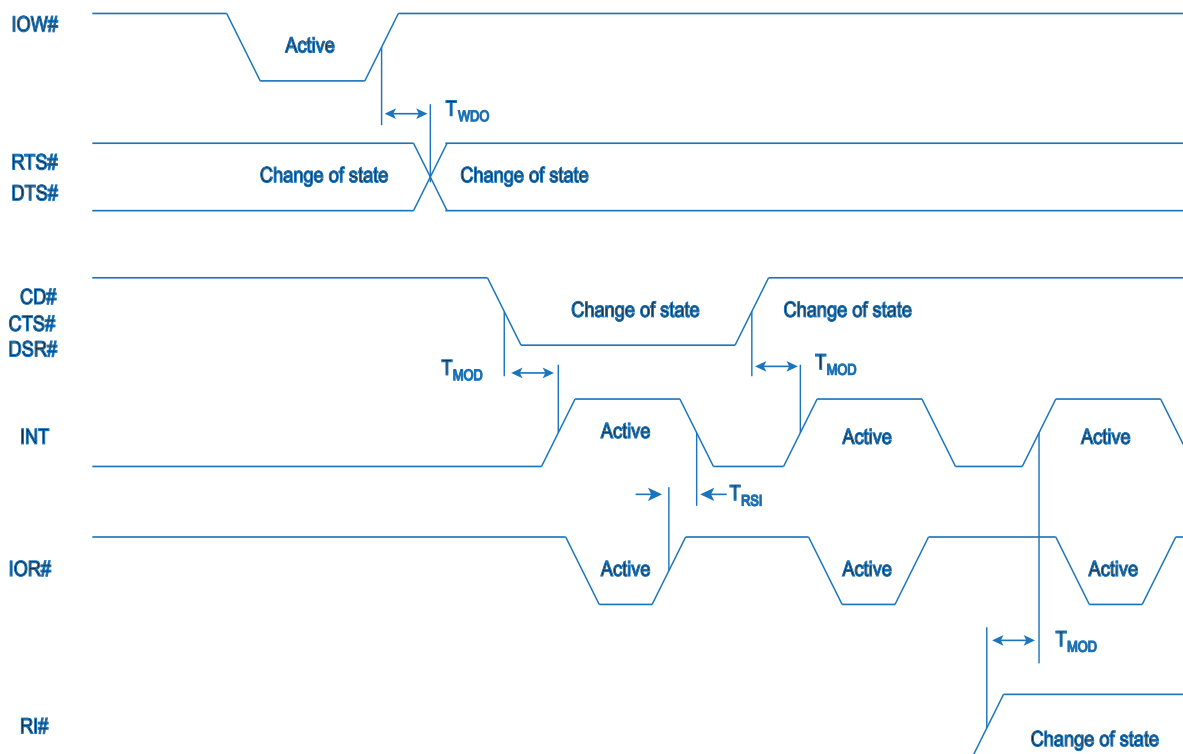 IOW#
Active
TWDO
RTS#
DTS#
Change of state
Change of state
CD#
CTS#
DSR#
Change of state
Change of state
TMOD
TMOD
INT
Active
Active
Active
TRSI
IOR#
Active
Active
Active
TMOD
RI#
Change of state